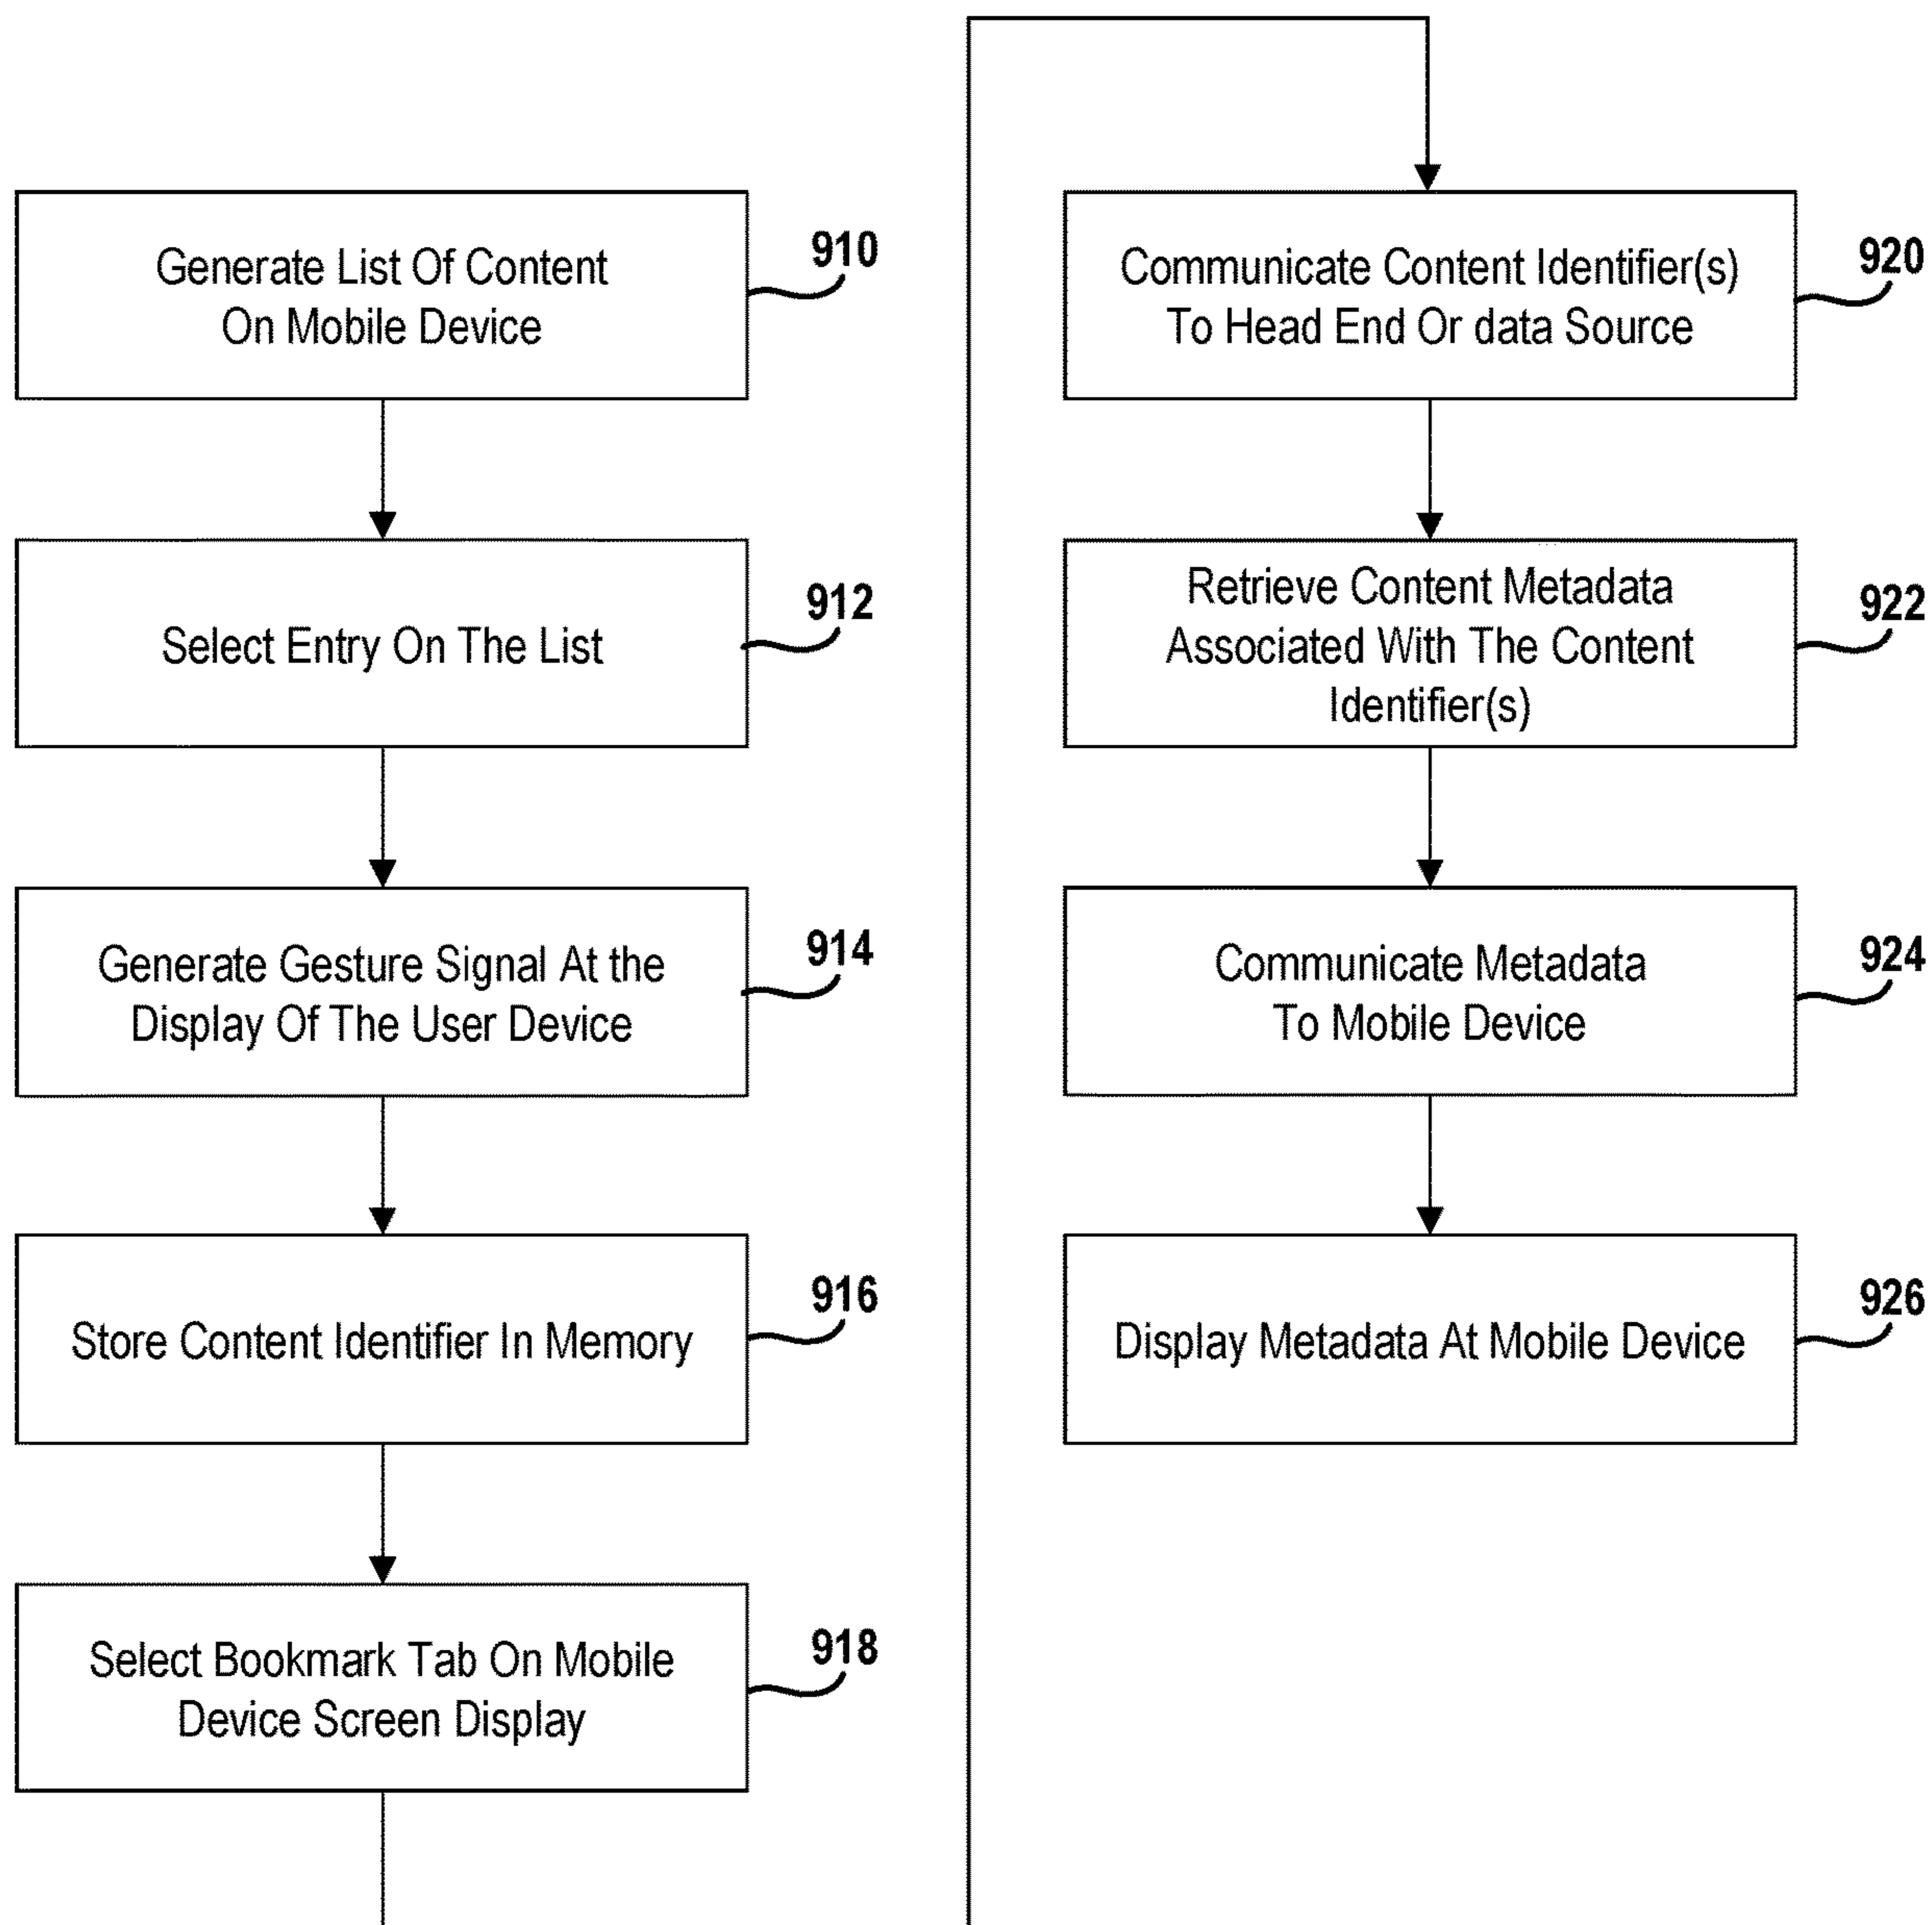 Generate List Of Content
On Mobile Device
910
Select Entry On The List
912
Generate Gesture Signal At the
Display Of The User Device
914
Store Content Identifier In Memory
916
Select Bookmark Tab On Mobile
Device Screen Display
918
Communicate Content Identifier(s)
To Head End Or data Source
920
Retrieve Content Metadata
Associated With The Content
Identifier(s)
922
Communicate Metadata
To Mobile Device
924
Display Metadata At Mobile Device
926